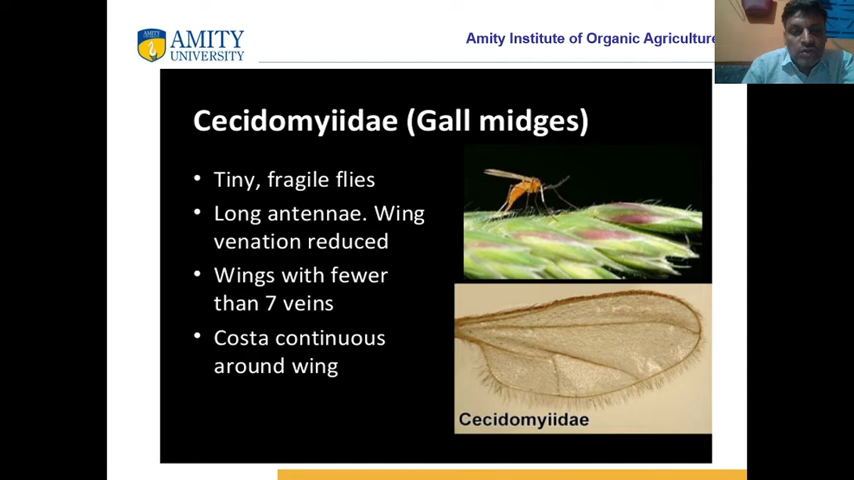 AMITY
AMITY
UNIVERSITY
Amity Institute of Organic Agriculture
Cecidomyiidae (Gall midges)
• Tiny, fragile flies
• Long antennae. Wing
venation reduced
• Wings with fewer
than 7 veins
• Costa continuous
around wing
Cecidomyiidae